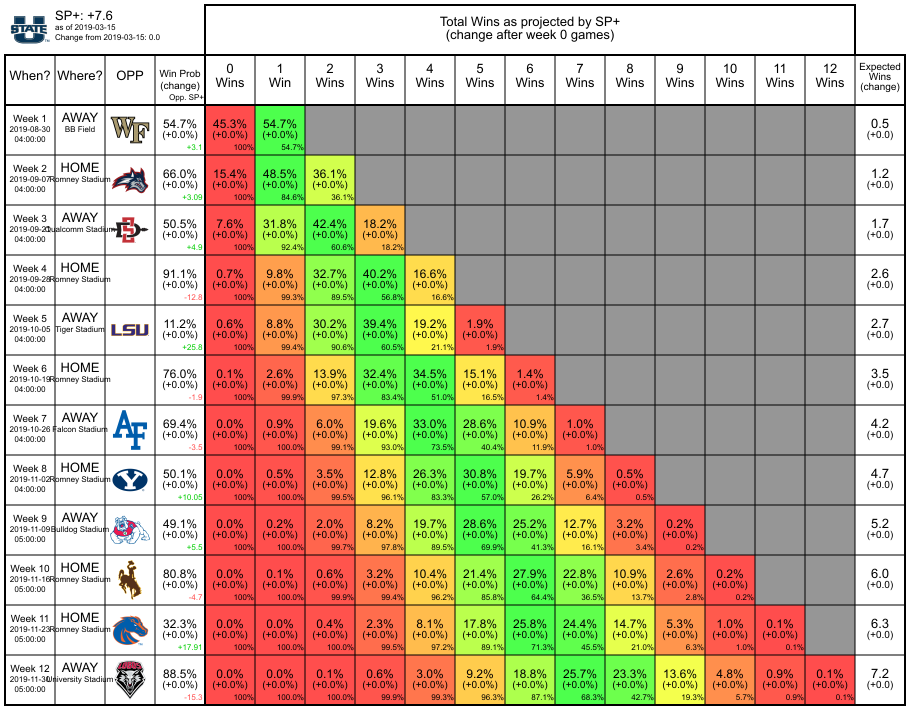 U
STATE
SP+: +7.6
as of 2019-03-15
Change from 2019-03-15: 0.0
Total Wins as projected by SP+
(change after week 0 games)
When? Where? OPP Win Prob (change) Opp. SP+ 0 Wins 1 Win 2 Wins 3 Wins 4 Wins 5 Wins 6 Wins 7 Wins 8 Wins 9 Wins 10 Wins 11 Wins 12 Wins Expected Wins (change)
Week 1 AWAY WF 54.7% 45.3% 54.7% 0.5
2019-08-30 BB Field (+0.0%) (+0.0%) (+0.0%) (+0.0)
04:00:00 +3.1 100% 54.7%
Week 2 HOME 66.0% 15.4% 48.5% 36.1% 1.2
2019-09-07 Romney Stadium (+0.0%) (+0.0%) (+0.0%) (+0.0%) (+0.0)
04:00:00 +3.09 100% 84.6% 36.1%
Week 3 AWAY SD 50.5% 7.6% 31.8% 42.4% 18.2% 1.7
2019-09-21 Qualcomm Stadium (+0.0%) (+0.0%) (+0.0%) (+0.0%) (+0.0%) (+0.0)
04:00:00 +4.9 100% 92.4% 60.6% 18.2%
Week 4 HOME 91.1% 0.7% 9.8% 32.7% 40.2% 16.6% 2.6
2019-09-28 Romney Stadium (+0.0%) (+0.0%) (+0.0%) (+0.0%) (+0.0%) (+0.0%) (+0.0)
04:00:00 -12.8 100% 99.3% 89.5% 56.8% 16.6%
Week 5 AWAY LSU 11.2% 0.6% 8.8% 30.2% 39.4% 19.2% 1.9% 2.7
2019-10-05 Tiger Stadium (+0.0%) (+0.0%) (+0.0%) (+0.0%) (+0.0%) (+0.0%) (+0.0%) (+0.0)
04:00:00 +25.8 100% 99.4% 90.6% 60.5% 21.1% 1.9%
Week 6 HOME 76.0% 0.1% 2.6% 13.9% 32.4% 34.5% 15.1% 1.4% 3.5
2019-10-19 Romney Stadium (+0.0%) (+0.0%) (+0.0%) (+0.0%) (+0.0%) (+0.0%) (+0.0%) (+0.0%) (+0.0)
04:00:00 -1.9 100% 99.9% 97.3% 83.4% 51.0% 16.5% 1.4%
Week 7 AWAY AF 69.4% 0.0% 0.9% 6.0% 19.6% 33.0% 28.6% 10.9% 1.0% 4.2
2019-10-26 Falcon Stadium (+0.0%) (+0.0%) (+0.0%) (+0.0%) (+0.0%) (+0.0%) (+0.0%) (+0.0%) (+0.0%) (+0.0)
04:00:00 -3.5 100% 100.0% 99.1% 93.0% 73.5% 40.4% 11.9% 1.0%
Week 8 HOME Y 50.1% 0.0% 0.5% 3.5% 12.8% 26.3% 30.8% 19.7% 5.9% 0.5% 4.7
2019-11-02 Romney Stadium (+0.0%) (+0.0%) (+0.0%) (+0.0%) (+0.0%) (+0.0%) (+0.0%) (+0.0%) (+0.0%) (+0.0%) (+0.0)
04:00:00 +10.05 100% 100.0% 99.5% 96.1% 83.3% 57.0% 26.2% 6.4% 0.5%
Week 9 AWAY 49.1% 0.0% 0.2% 2.0% 8.2% 19.7% 28.6% 25.2% 12.7% 3.2% 0.2% 5.2
2019-11-09 Bulldog Stadium (+0.0%) (+0.0%) (+0.0%) (+0.0%) (+0.0%) (+0.0%) (+0.0%) (+0.0%) (+0.0%) (+0.0%) (+0.0%) (+0.0)
05:00:00 +5.5 100% 100.0% 99.7% 97.8% 89.5% 69.9% 41.3% 16.1% 3.4% 0.2%
Week 10 HOME 80.8% 0.0% 0.1% 0.6% 3.2% 10.4% 21.4% 27.9% 22.8% 10.9% 2.6% 0.2% 6.0
2019-11-16 Romney Stadium (+0.0%) (+0.0%) (+0.0%) (+0.0%) (+0.0%) (+0.0%) (+0.0%) (+0.0%) (+0.0%) (+0.0%) (+0.0%) (+0.0%) (+0.0)
05:00:00 -4.7 100% 100.0% 99.9% 99.4% 96.2% 85.8% 64.4% 36.5% 13.7% 2.8% 0.2%
Week 11 HOME 32.3% 0.0% 0.0% 0.4% 2.3% 8.1% 17.8% 25.8% 24.4% 14.7% 5.3% 1.0% 0.1% 6.3
2019-11-23 Romney Stadium (+0.0%) (+0.0%) (+0.0%) (+0.0%) (+0.0%) (+0.0%) (+0.0%) (+0.0%) (+0.0%) (+0.0%) (+0.0%) (+0.0%) (+0.0%) (+0.0)
05:00:00 +17.91 100% 100.0% 100.0% 99.5% 97.2% 89.1% 71.3% 45.5% 21.0% 6.3% 1.0% 0.1%
Week 12 AWAY 88.5% 0.0% 0.0% 0.1% 0.6% 3.0% 9.2% 18.8% 25.7% 23.3% 13.6% 4.8% 0.9% 0.1% 7.2
2019-11-30 University Stadium (+0.0%) (+0.0%) (+0.0%) (+0.0%) (+0.0%) (+0.0%) (+0.0%) (+0.0%) (+0.0%) (+0.0%) (+0.0%) (+0.0%) (+0.0%) (+0.0%) (+0.0)
05:00:00 -15.3 100% 100.0% 100.0% 99.9% 99.3% 96.3% 87.1% 68.3% 42.7% 19.3% 5.7% 0.9% 0.1%